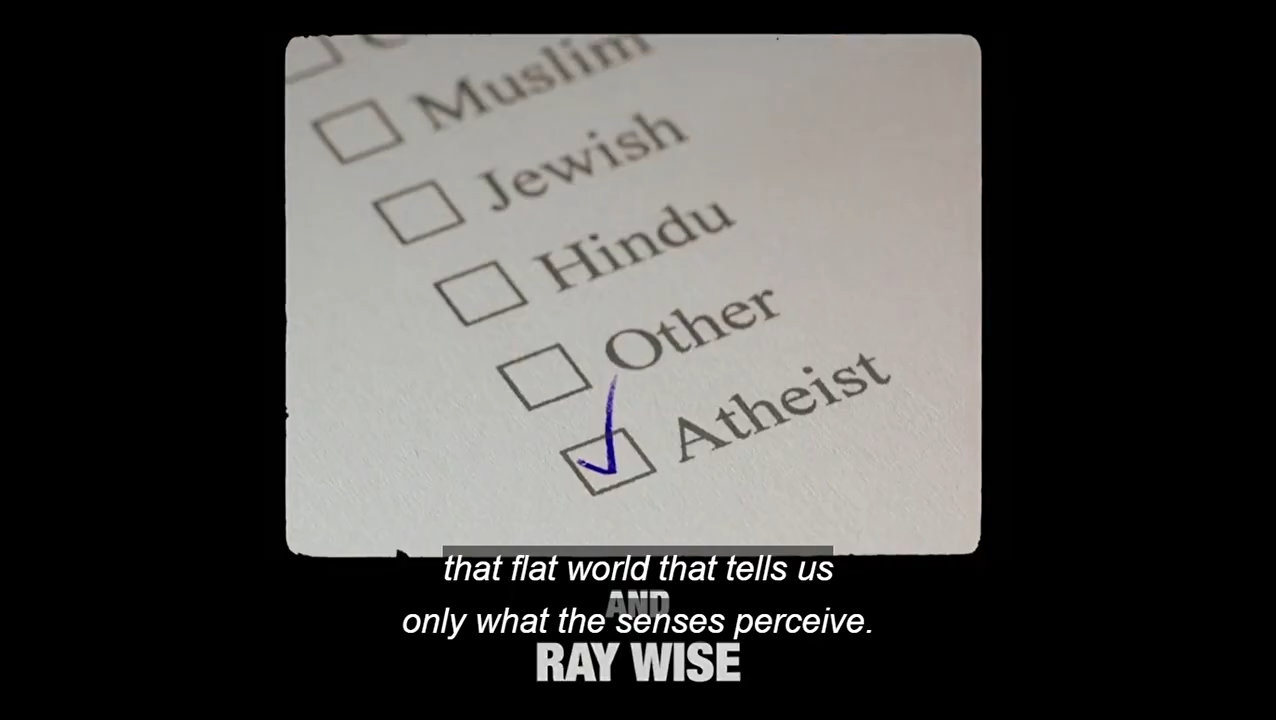 Muslim
Jewish
Hindu
Other
Atheist
that flat world that tells us
AND
only what the senses perceive.
RAY WISE